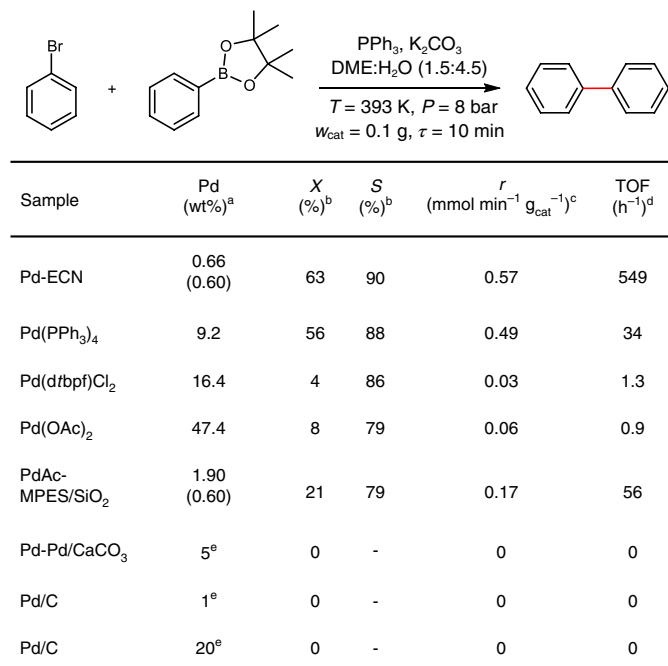 Br
+
B
O
O
PPh₃, K₂CO₃
DME:H₂O (1.5:4.5)
T = 393 K, P = 8 bar
w_cat = 0.1 g, τ = 10 min
Sample Pd (wt%)ᵃ X (%)ᵇ S (%)ᵇ r (mmol min⁻¹ g_cat⁻¹)ᶜ TOF (h⁻¹)ᵈ
Pd-ECN 0.66 (0.60) 63 90 0.57 549
Pd(PPh₃)₄ 9.2 56 88 0.49 34
Pd(dtbpf)Cl₂ 16.4 4 86 0.03 1.3
Pd(OAc)₂ 47.4 8 79 0.06 0.9
PdAc-MPES/SiO₂ 1.90 (0.60) 21 79 0.17 56
Pd-Pd/CaCO₃ 5ᵉ 0 - 0 0
Pd/C 1ᵉ 0 - 0 0
Pd/C 20ᵉ 0 - 0 0